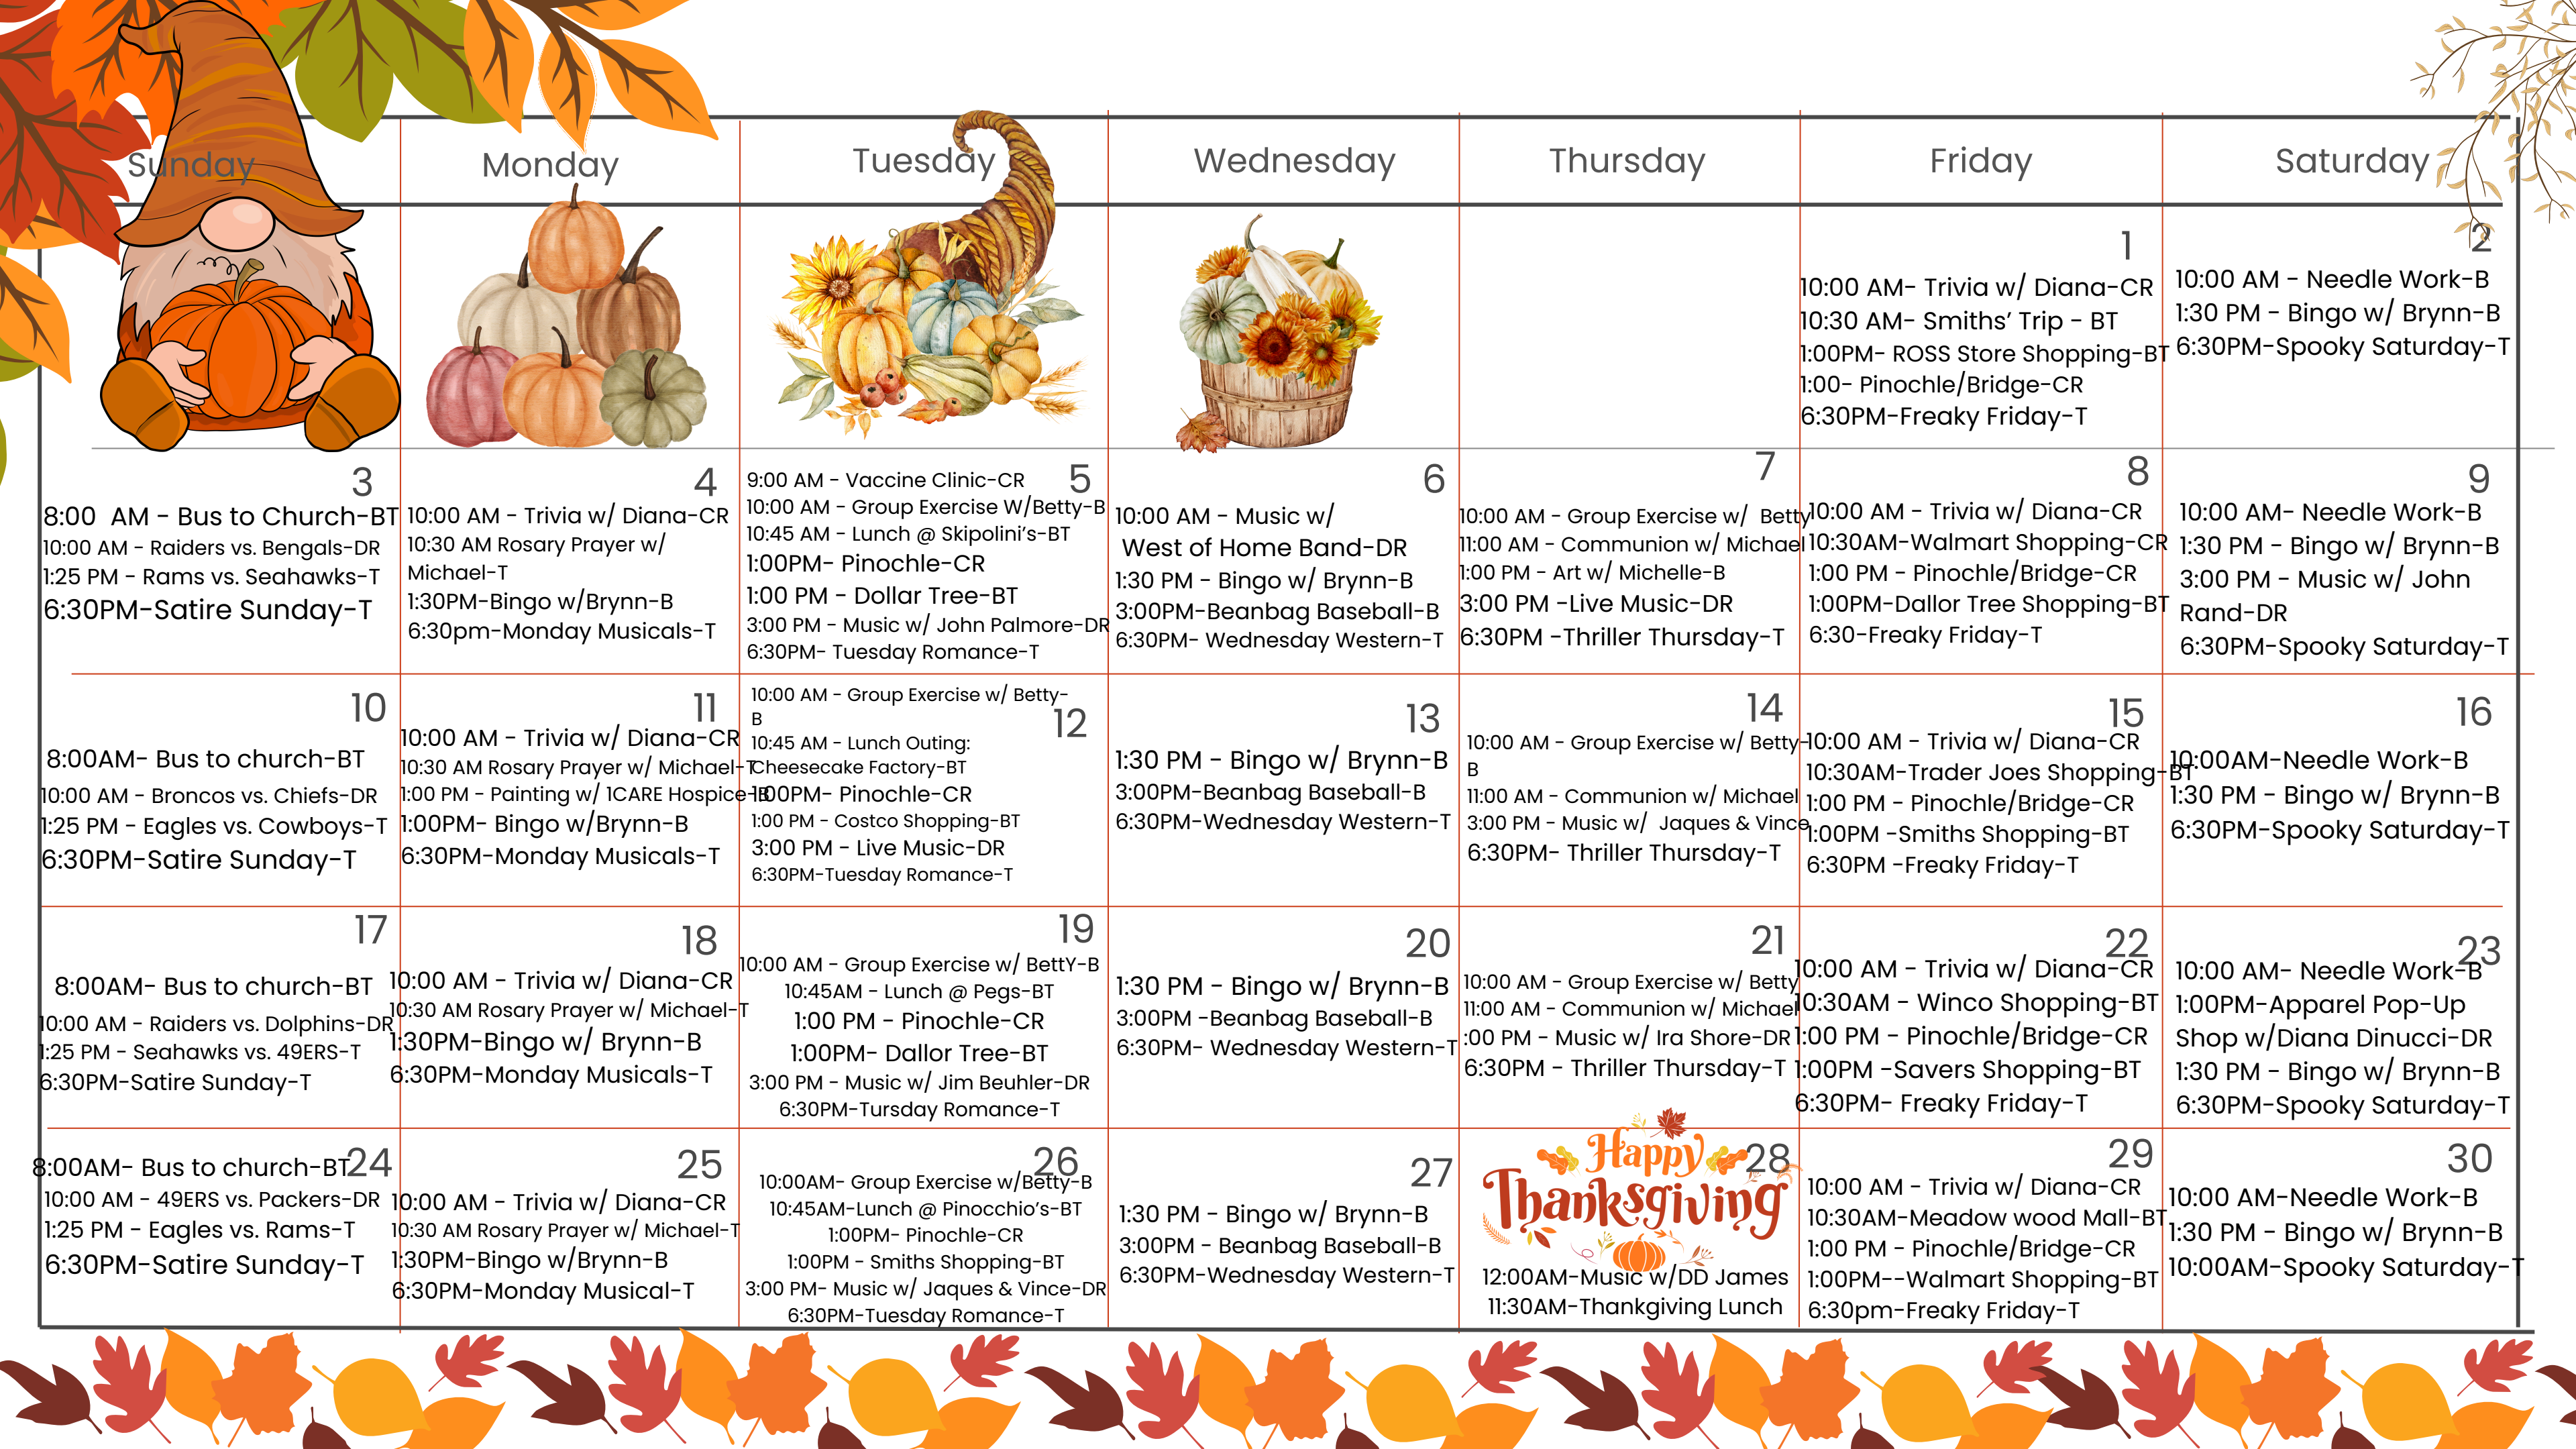 Sunday
Monday
Tuesday
Wednesday
Thursday
Friday
Saturday
1
10:00 AM- Trivia w/ Diana-CR
10:30 AM- Smiths’ Trip - BT
1:00PM- ROSS Store Shopping-BT
1:00- Pinochle/Bridge-CR
6:30PM-Freaky Friday-T
2
10:00 AM - Needle Work-B
1:30 PM - Bingo w/ Brynn-B
6:30PM-Spooky Saturday-T
3
8:00 AM - Bus to Church-BT
10:00 AM - Raiders vs. Bengals-DR
1:25 PM - Rams vs. Seahawks-T
6:30PM-Satire Sunday-T
4
10:00 AM - Trivia w/ Diana-CR
10:30 AM Rosary Prayer w/
Michael-T
1:30PM-Bingo w/Brynn-B
6:30pm-Monday Musicals-T
5
9:00 AM - Vaccine Clinic-CR
10:00 AM - Group Exercise W/Betty-B
10:45 AM - Lunch @ Skipolini’s-BT
1:00PM- Pinochle-CR
1:00 PM - Dollar Tree-BT
3:00 PM - Music w/ John Palmore-DR
6:30PM- Tuesday Romance-T
6
10:00 AM - Music w/
West of Home Band-DR
1:30 PM - Bingo w/ Brynn-B
3:00PM-Beanbag Baseball-B
6:30PM- Wednesday Western-T
7
10:00 AM - Group Exercise w/ Betty
11:00 AM - Communion w/ Michael
1:00 PM - Art w/ Michelle-B
3:00 PM -Live Music-DR
6:30PM -Thriller Thursday-T
8
10:00 AM - Trivia w/ Diana-CR
10:30AM-Walmart Shopping-CR
1:00 PM - Pinochle/Bridge-CR
1:00PM-Dallor Tree Shopping-BT
6:30-Freaky Friday-T
9
10:00 AM- Needle Work-B
1:30 PM - Bingo w/ Brynn-B
3:00 PM - Music w/ John
Rand-DR
6:30PM-Spooky Saturday-T
10
8:00AM- Bus to church-BT
10:00 AM - Broncos vs. Chiefs-DR
1:25 PM - Eagles vs. Cowboys-T
6:30PM-Satire Sunday-T
11
10:00 AM - Trivia w/ Diana-CR
10:30 AM Rosary Prayer w/ Michael-T
1:00 PM - Painting w/ 1CARE Hospice-B
1:00PM- Bingo w/Brynn-B
6:30PM-Monday Musicals-T
12
10:00 AM - Group Exercise w/ Betty-
B
10:45 AM - Lunch Outing:
Cheesecake Factory-BT
1:00PM- Pinochle-CR
1:00 PM - Costco Shopping-BT
3:00 PM - Live Music-DR
6:30PM-Tuesday Romance-T
13
1:30 PM - Bingo w/ Brynn-B
3:00PM-Beanbag Baseball-B
6:30PM-Wednesday Western-T
14
10:00 AM - Group Exercise w/ Betty-
B
11:00 AM - Communion w/ Michael
3:00 PM - Music w/ Jaques & Vince
6:30PM- Thriller Thursday-T
15
10:00 AM - Trivia w/ Diana-CR
10:30AM-Trader Joes Shopping-BT
1:00 PM - Pinochle/Bridge-CR
1:00PM -Smiths Shopping-BT
6:30PM -Freaky Friday-T
16
10:00AM-Needle Work-B
1:30 PM - Bingo w/ Brynn-B
6:30PM-Spooky Saturday-T
17
8:00AM- Bus to church-BT
10:00 AM - Raiders vs. Dolphins-DR
1:25 PM - Seahawks vs. 49ERS-T
6:30PM-Satire Sunday-T
18
10:00 AM - Trivia w/ Diana-CR
10:30 AM Rosary Prayer w/ Michael-T
1:30PM-Bingo w/ Brynn-B
6:30PM-Monday Musicals-T
19
10:00 AM - Group Exercise w/ BettY-B
10:45AM - Lunch @ Pegs-BT
1:00 PM - Pinochle-CR
1:00PM- Dallor Tree-BT
3:00 PM - Music w/ Jim Beuhler-DR
6:30PM-Tursday Romance-T
20
1:30 PM - Bingo w/ Brynn-B
3:00PM -Beanbag Baseball-B
6:30PM- Wednesday Western-T
21
10:00 AM - Group Exercise w/ Betty
11:00 AM - Communion w/ Michael
:00 PM - Music w/ Ira Shore-DR
6:30PM - Thriller Thursday-T
22
10:00 AM - Trivia w/ Diana-CR
10:30AM - Winco Shopping-BT
1:00 PM - Pinochle/Bridge-CR
1:00PM -Savers Shopping-BT
6:30PM- Freaky Friday-T
23
10:00 AM- Needle Work-B
1:00PM-Apparel Pop-Up
Shop w/Diana Dinucci-DR
1:30 PM - Bingo w/ Brynn-B
6:30PM-Spooky Saturday-T
24
8:00AM- Bus to church-BT
10:00 AM - 49ERS vs. Packers-DR
1:25 PM - Eagles vs. Rams-T
6:30PM-Satire Sunday-T
25
10:00 AM - Trivia w/ Diana-CR
10:30 AM Rosary Prayer w/ Michael-T
1:30PM-Bingo w/Brynn-B
6:30PM-Monday Musical-T
26
10:00AM- Group Exercise w/Betty-B
10:45AM-Lunch @ Pinocchio’s-BT
1:00PM- Pinochle-CR
1:00PM - Smiths Shopping-BT
3:00 PM- Music w/ Jaques & Vince-DR
6:30PM-Tuesday Romance-T
27
1:30 PM - Bingo w/ Brynn-B
3:00PM - Beanbag Baseball-B
6:30PM-Wednesday Western-T
28
Happy
Thanksgiving
12:00AM-Music w/DD James
11:30AM-Thankgiving Lunch
29
10:00 AM - Trivia w/ Diana-CR
10:30AM-Meadow wood Mall-BT
1:00 PM - Pinochle/Bridge-CR
1:00PM--Walmart Shopping-BT
6:30pm-Freaky Friday-T
30
10:00 AM-Needle Work-B
1:30 PM - Bingo w/ Brynn-B
10:00AM-Spooky Saturday-T